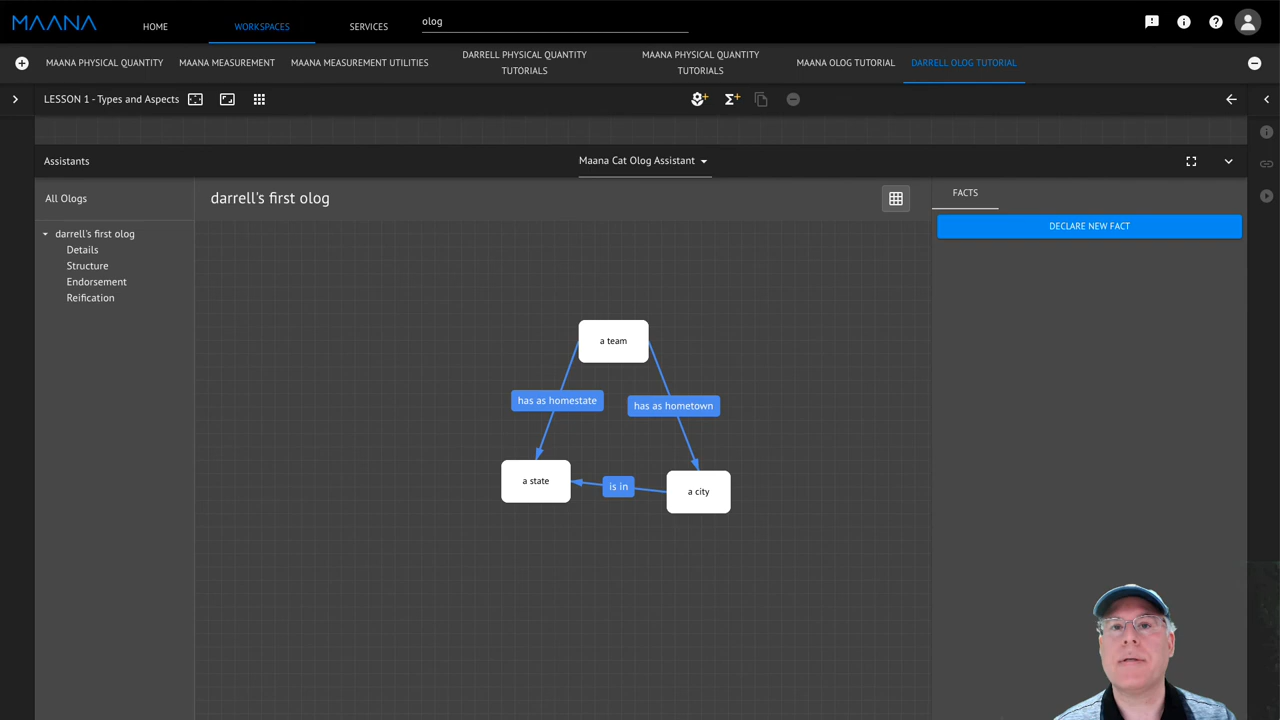 MAANA
HOME
WORKSPACES
SERVICES
olog
MAANA PHYSICAL QUANTITY
MAANA MEASUREMENT
MAANA MEASUREMENT UTILITIES
DARRELL PHYSICAL QUANTITY
TUTORIALS
MAANA PHYSICAL QUANTITY
TUTORIALS
MAANA OLOG TUTORIAL
DARRELL OLOG TUTORIAL
LESSON 1 - Types and Aspects
Assistants
Maana Cat Olog Assistant
All Ologs
darrell's first olog
Details
Structure
Endorsement
Reification
darrell's first olog
a team
has as homestate
has as hometown
a state
is in
a city
FACTS
DECLARE NEW FACT